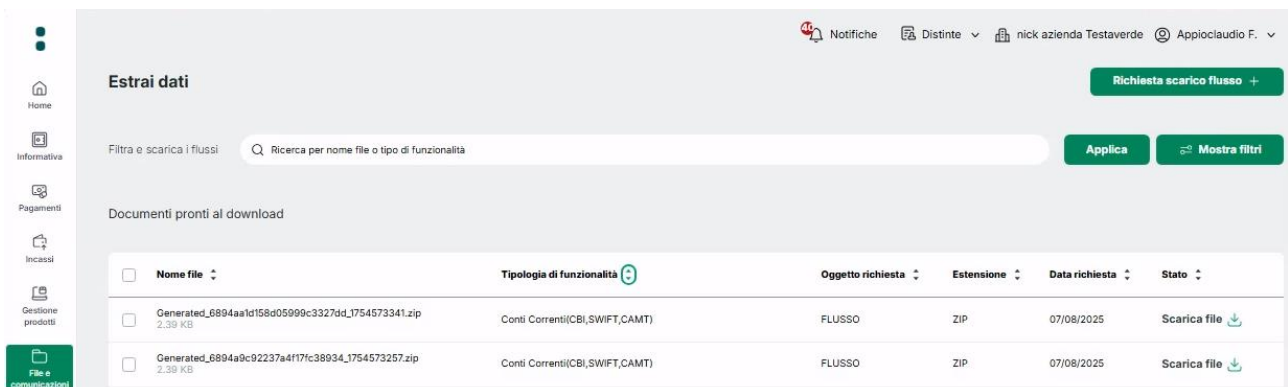 40 Notifiche Distinte nick azienda Testaverde Appioclaudio F.
Home
Informativa
Pagamenti
Incassi
Gestione
prodotti
File e
comunicazioni
Estrai dati
Richiesta scarico flusso +
Filtra e scarica i flussi Ricerca per nome file o tipo di funzionalità Applica Mostra filtri
Documenti pronti al download
Nome file Tipologia di funzionalità Oggetto richiesta Estensione Data richiesta Stato
Generated_6894aa1d158d05999c3327dd_1754573341.zip Conti Correnti(CBI,SWIFT,CAMT) FLUSSO ZIP 07/08/2025 Scarica file
2.39 KB
Generated_6894a9c92237a4f17fc38934_1754573257.zip Conti Correnti(CBI,SWIFT,CAMT) FLUSSO ZIP 07/08/2025 Scarica file
2.39 KB